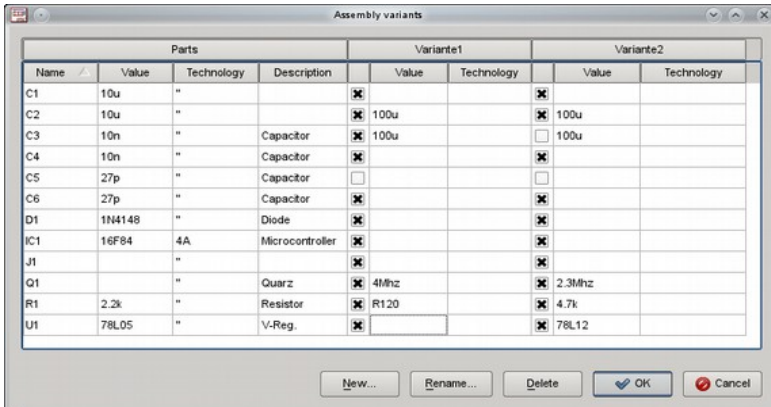 Assembly variants
Parts Variante1 Variante2
Name Value Technology Description Value Technology Value Technology
C1 10u "
C2 10u " 100u 100u
C3 10n " Capacitor 100u 100u
C4 10n " Capacitor
C5 27p " Capacitor
C6 27p " Capacitor
D1 1N4148 " Diode
IC1 16F84 4A Microcontroller
J1 "
Q1 " Quarz 4Mhz 2.3Mhz
R1 2.2k " Resistor R120 4.7k
U1 78L05 " V-Reg. 78L12
New... Rename... Delete OK Cancel